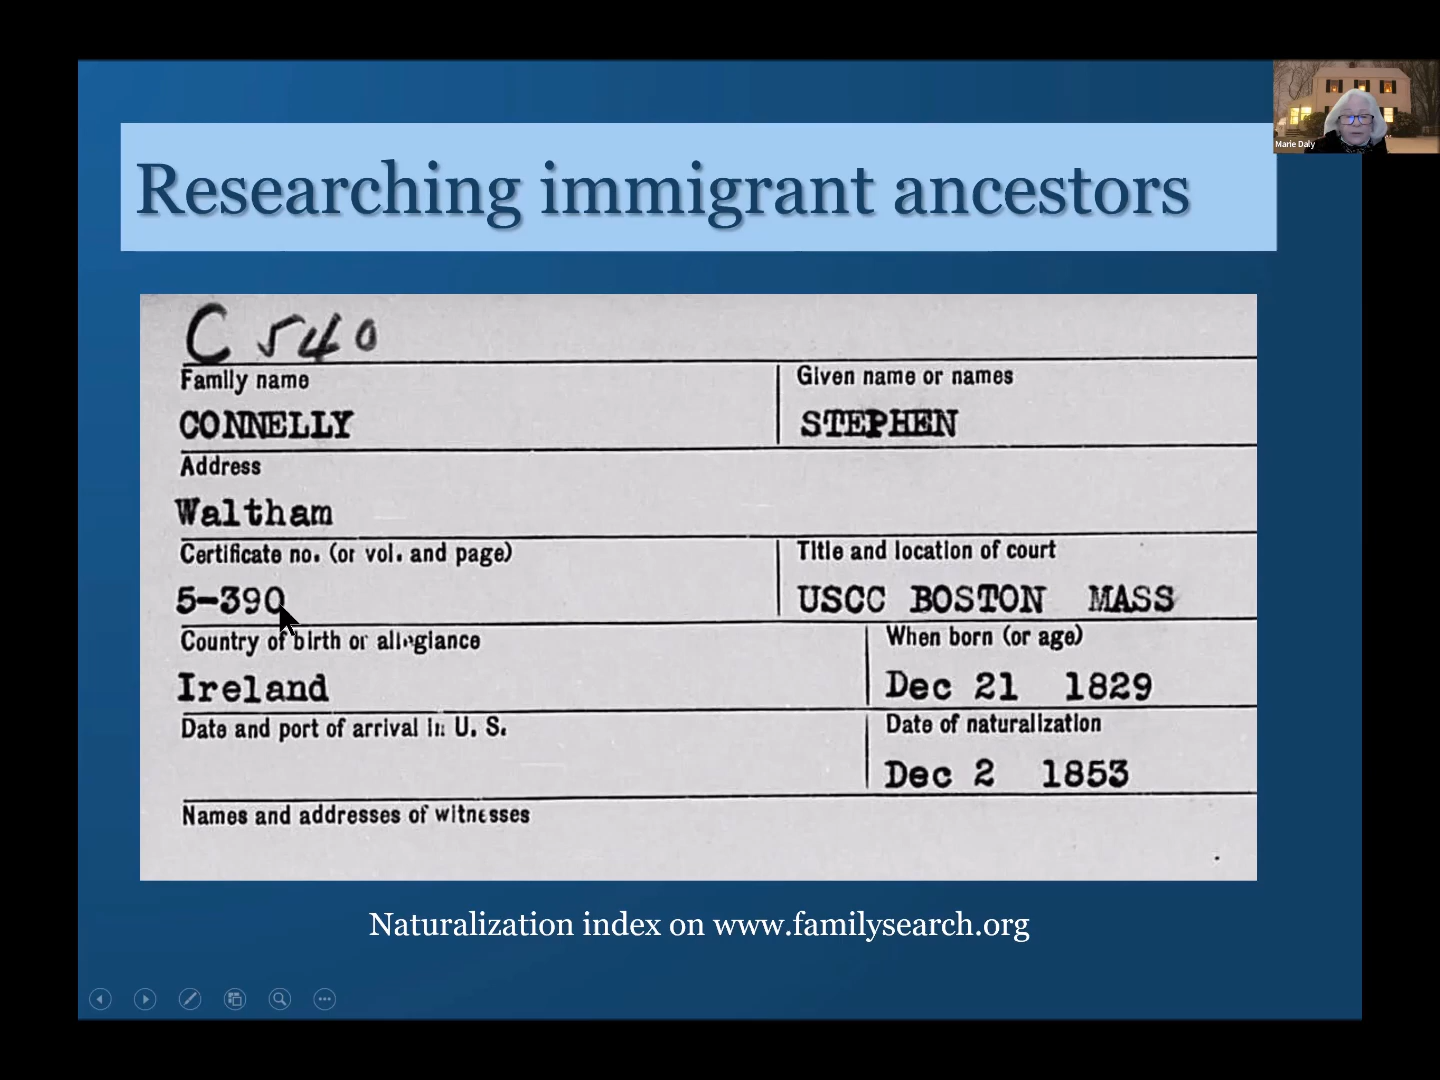 Marie Daly
Researching immigrant ancestors
C 540
Family name
Given name or names
CONNELLY
STEPHEN
Address
Waltham
Certificate no. (or vol. and page)
Title and location of court
5-390
USCC BOSTON MASS
Country of birth or allegiance
When born (or age)
Ireland
Dec 21 1829
Date and port of arrival in U. S.
Date of naturalization
Dec 2 1853
Names and addresses of witnesses
Naturalization index on www.familysearch.org